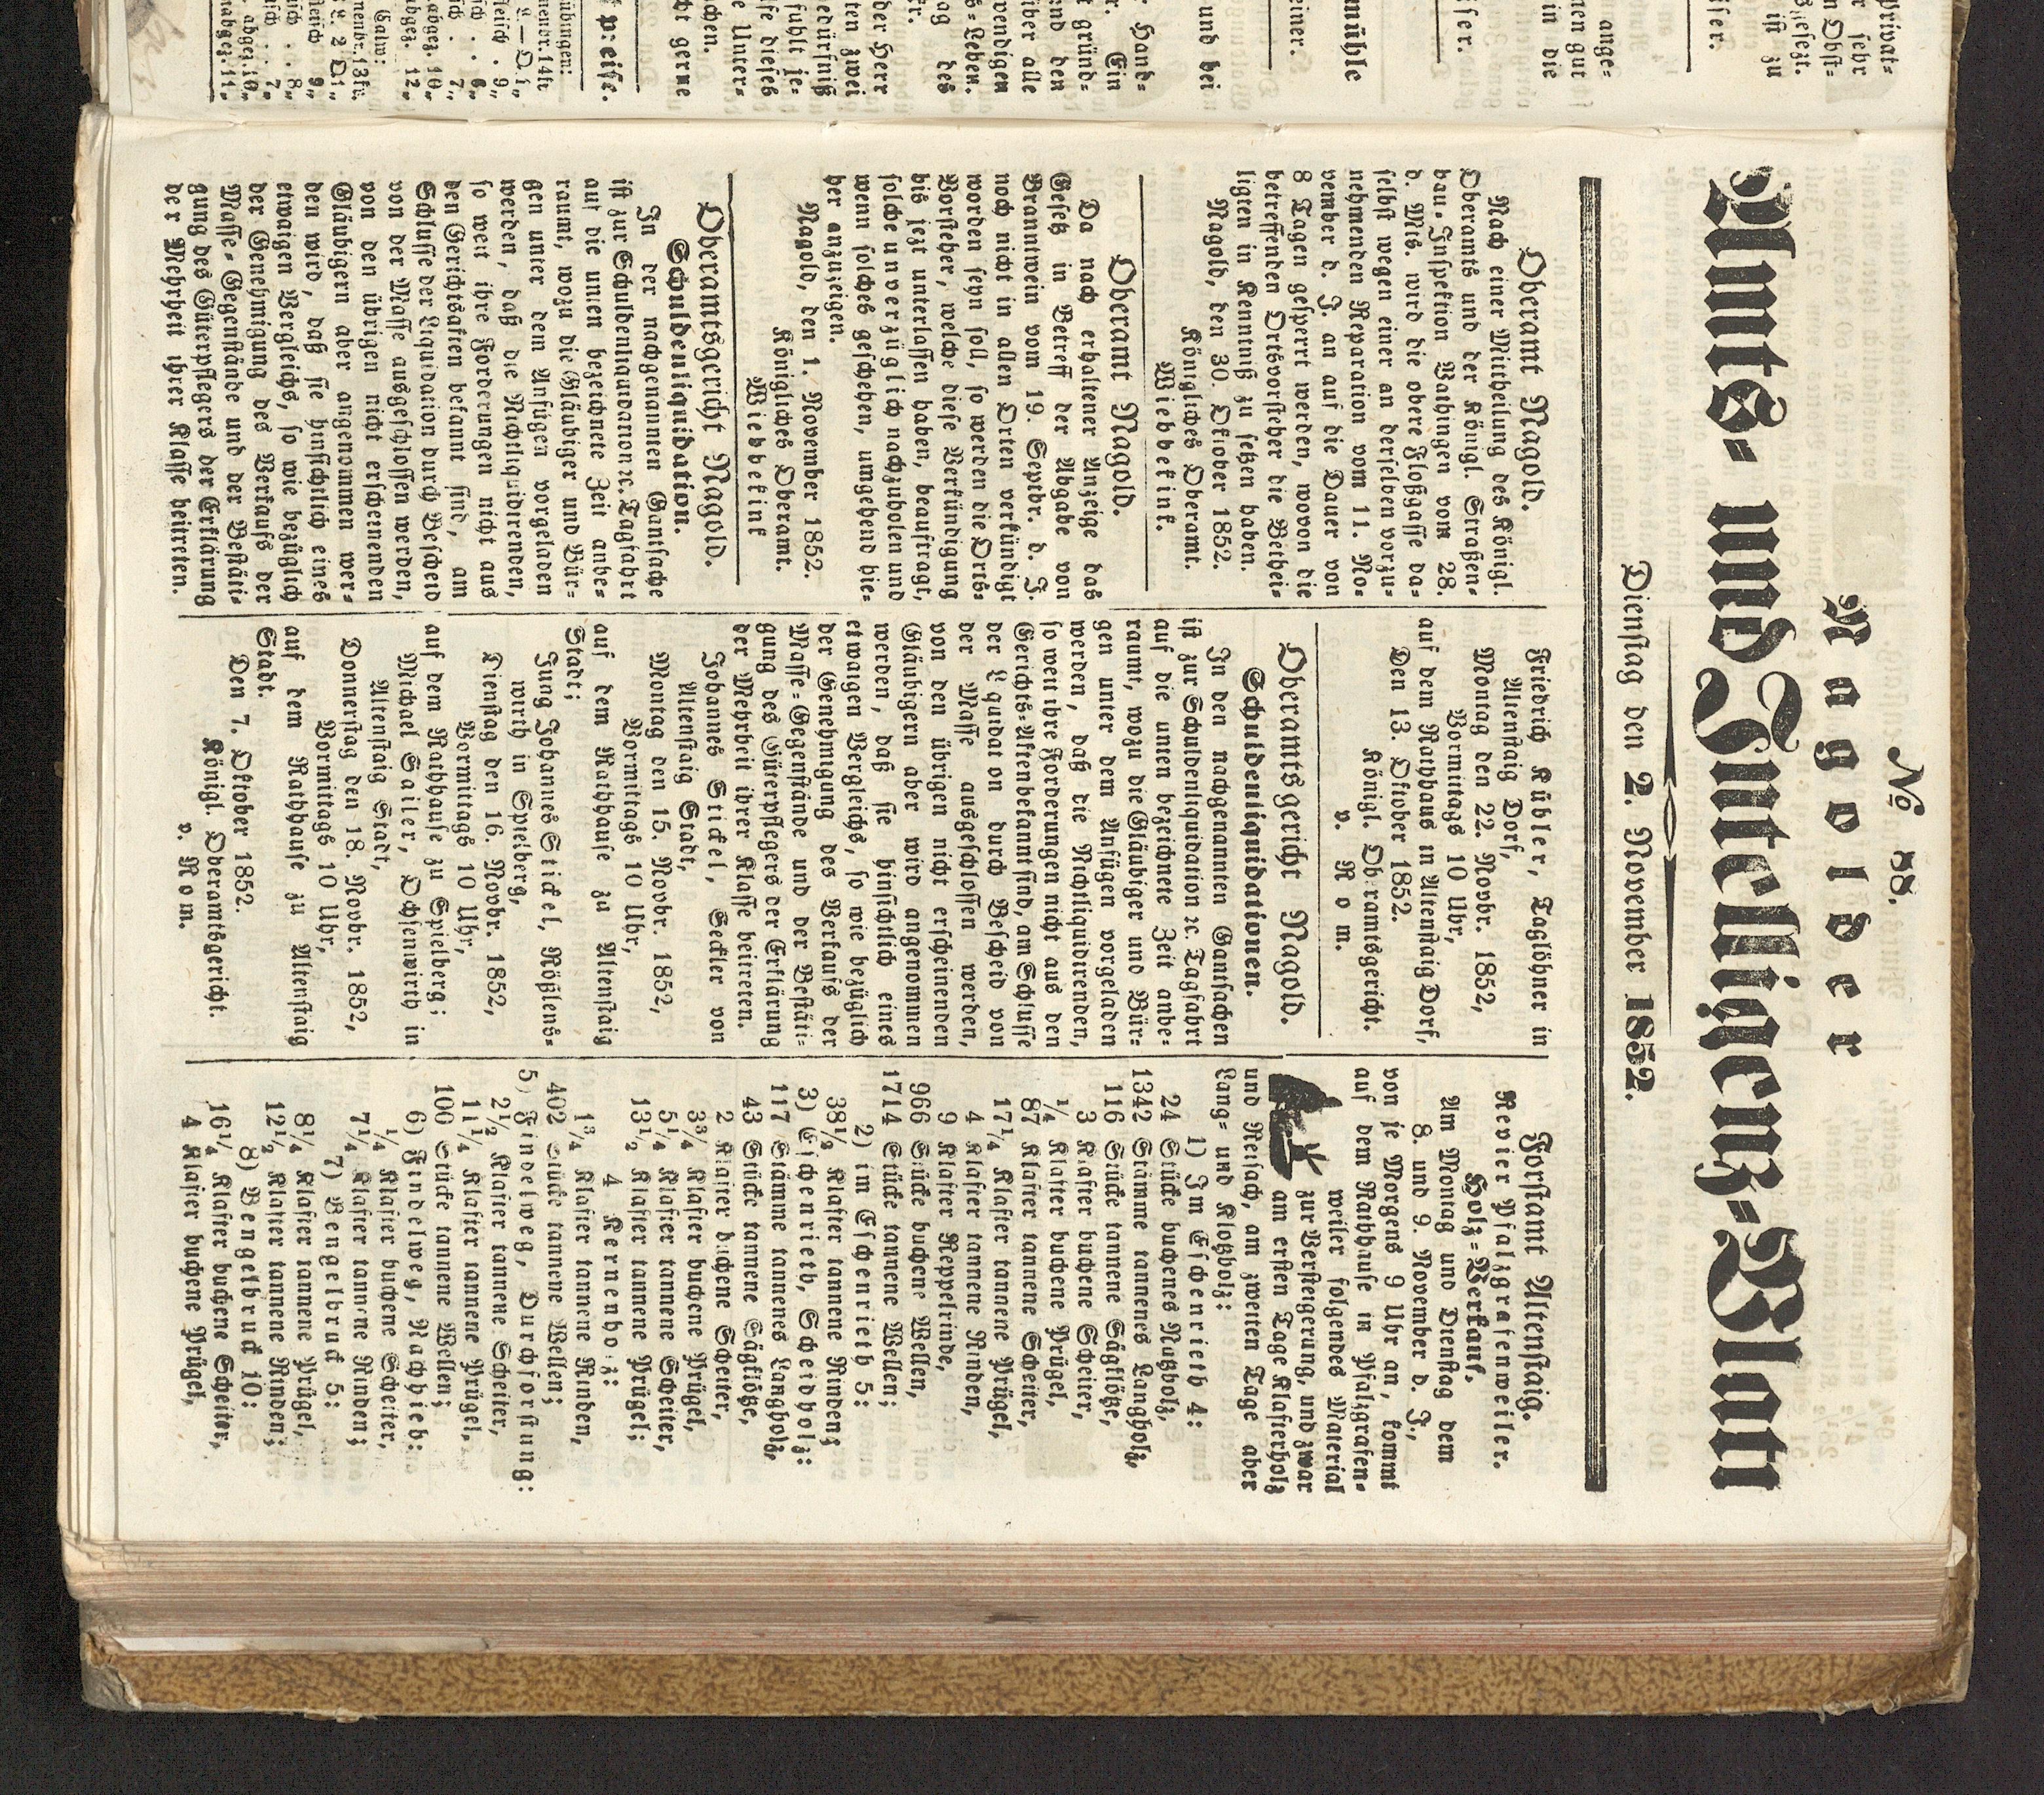 № 88.
Nagolder
Amts- und Intelligenz-Blatt
Dienstag den 2. November 1852.
Oberamt Nagold.
Nach einer Mittheilung des Königl.
Oberamts und der Königl. Straßen-
bau-Inspektion Vaihingen vom 28.
d. Mts. wird die obere Floßgasse da-
selbst wegen einer an derselben vorzu-
nehmenden Reparation vom 11. No-
vember d. J. an auf die Dauer von
8 Tagen gesperrt werden, wovon die
betreffenden Ortsvorsteher die Bethei-
ligten in Kenntniß zu setzen haben.
Nagold, den 30. Oktober 1852.
Königliches Oberamt.
Wiebbekink.
Oberamt Nagold.
Da nach erhaltener Anzeige das
Gesetz in Betreff der Abgabe von
Branntwein vom 19. Septbr. d. J.
noch nicht in allen Orten verkündigt
worden seyn soll, so werden die Orts-
Vorsteher, welche diese Verkündigung
bis jezt unterlassen haben, beauftragt,
solche unverzüglich nachzuholen und
wenn solches geschehen, umgehend hie-
her anzuzeigen.
Nagold, den 1. November 1852.
Königliches Oberamt.
Wiebbekink
Oberamtsgericht Nagold.
Schuldenliquidation.
In der nachgenannten Gantsache
ist zur Schuldenliquidation ꝛc. Tagfahrt
auf die unten bezeichnete Zeit anbe-
raumt, wozu die Gläubiger und Bür-
gen unter dem Anfügen vorgeladen
werden, daß die Nichtliquidirenden,
so weit ihre Forderungen nicht aus
den Gerichtsakten bekannt sind, am
Schlusse der Liquidation durch Bescheid
von der Masse ausgeschlossen werden,
von den übrigen nicht erscheinenden
Gläubigern aber angenommen wer-
den wird, daß sie hinsichtlich eines
etwaigen Vergleichs, so wie bezüglich
der Genehmigung des Verkaufs der
Masse-Gegenstände und der Bestäti-
gung des Güterpflegers der Erklärung
der Mehrheit ihrer Klasse beitreten.
Friedrich Kübler, Taglöhner in
Altenstaig Dorf,
Montag den 22. Novbr. 1852,
Vormittags 10 Uhr,
auf dem Rathhaus in Altenstaig Dorf,
Den 13. Oktober 1852.
Königl. Oberamtsgericht.
v. Rom.
Oberamtsgericht Nagold.
Schuldenliquidationen.
In den nachgenannten Gantsachen
ist zur Schuldenliquidation ꝛc. Tagfahrt
auf die unten bezeichnete Zeit anbe-
raumt, wozu die Gläubiger und Bür-
gen unter dem Anfügen vorgeladen
werden, daß die Nichtliquidirenden,
so weit ihre Forderungen nicht aus den
Gerichts-Akten bekannt sind, am Schlusse
der Liquidation durch Bescheid von
der Masse ausgeschlossen werden,
von den übrigen nicht erscheinenden
Gläubigern aber wird angenommen
werden, daß sie hinsichtlich eines
etwaigen Vergleichs, so wie bezüglich
der Genehmigung des Verkaufs der
Masse-Gegenstände und der Bestäti-
gung des Güterpflegers der Erklärung
der Mehrheit ihrer Klasse beitreten.
Johannes Stickel, Seckler von
Altenstaig Stadt,
Montag den 15. Novbr. 1852,
Vormittags 10 Uhr,
auf dem Rathhause zu Altenstaig
Stadt;
Jung Johannes Stickel, Rößlens-
wirth in Spielberg,
Dienstag den 16. Novbr. 1852,
Vormittags 10 Uhr,
auf dem Rathhause zu Spielberg;
Michael Sailer, Ochsenwirth in
Altenstaig Stadt,
Donnerstag den 18. Novbr. 1852,
Vormittags 10 Uhr,
auf dem Rathhause zu Altenstaig
Stadt.
Den 7. Oktober 1852.
Königl. Oberamtsgericht.
v. Rom.
Forstamt Altenstaig.
Revier Pfalzgrafenweiler.
Holz-Verkauf.
Am Montag und Dienstag dem
8. und 9. November d. J.,
von je Morgens 9 Uhr an, kommt
auf dem Rathhause in Pfalzgrafen-
weiler folgendes Material
zur Versteigerung, und zwar
am ersten Tage Klafterholz
und Reisach, am zweiten Tage aber
Lang- und Kloßholz:
1) Im Eschenrieth 4:
24 Stücke buchenes Nutzholz,
1342 Stämme tannenes Langholz,
116 Stücke tannene Sägklötze,
3 Klafter buchene Scheiter,
¼ Klafter buchene Prügel,
87 Klafter tannene Scheiter,
17¼ Klafter tannene Prügel,
4 Klafter tannene Rinden,
9 Klafter Reppelrinde,
966 Stücke buchene Wellen,
1714 Stücke tannene Wellen;
2) im Eschenrieth 5:
38½ Klafter tannene Rinden;
3) Eschenrieth, Scheidholz:
117 Stämme tannenes Langholz,
43 Stücke tannene Sägklötze,
2 Klafter buchene Scheiter,
3¾ Klafter buchene Prügel,
5¼ Klafter tannene Scheiter,
13½ Klafter tannene Prügel;
4 Kernenholz:
1¾ Klafter tannene Rinden,
402 Stücke tannene Wellen;
5) Findelweg, Durchforstung:
2½ Klafter tannene Scheiter,
11¼ Klafter tannene Prügel,
100 Stücke tannene Wellen;
6) Findelweg, Nachhieb:
¼ Klafter buchene Scheiter,
7¼ Klafter tannene Rinden;
7) Bengelbruck 5:
8¼ Klafter tannene Prügel,
12½ Klafter tannene Rinden;
8) Bengelbruck 10:
16¼ Klafter buchene Scheiter,
4 Klafter buchene Prügel,